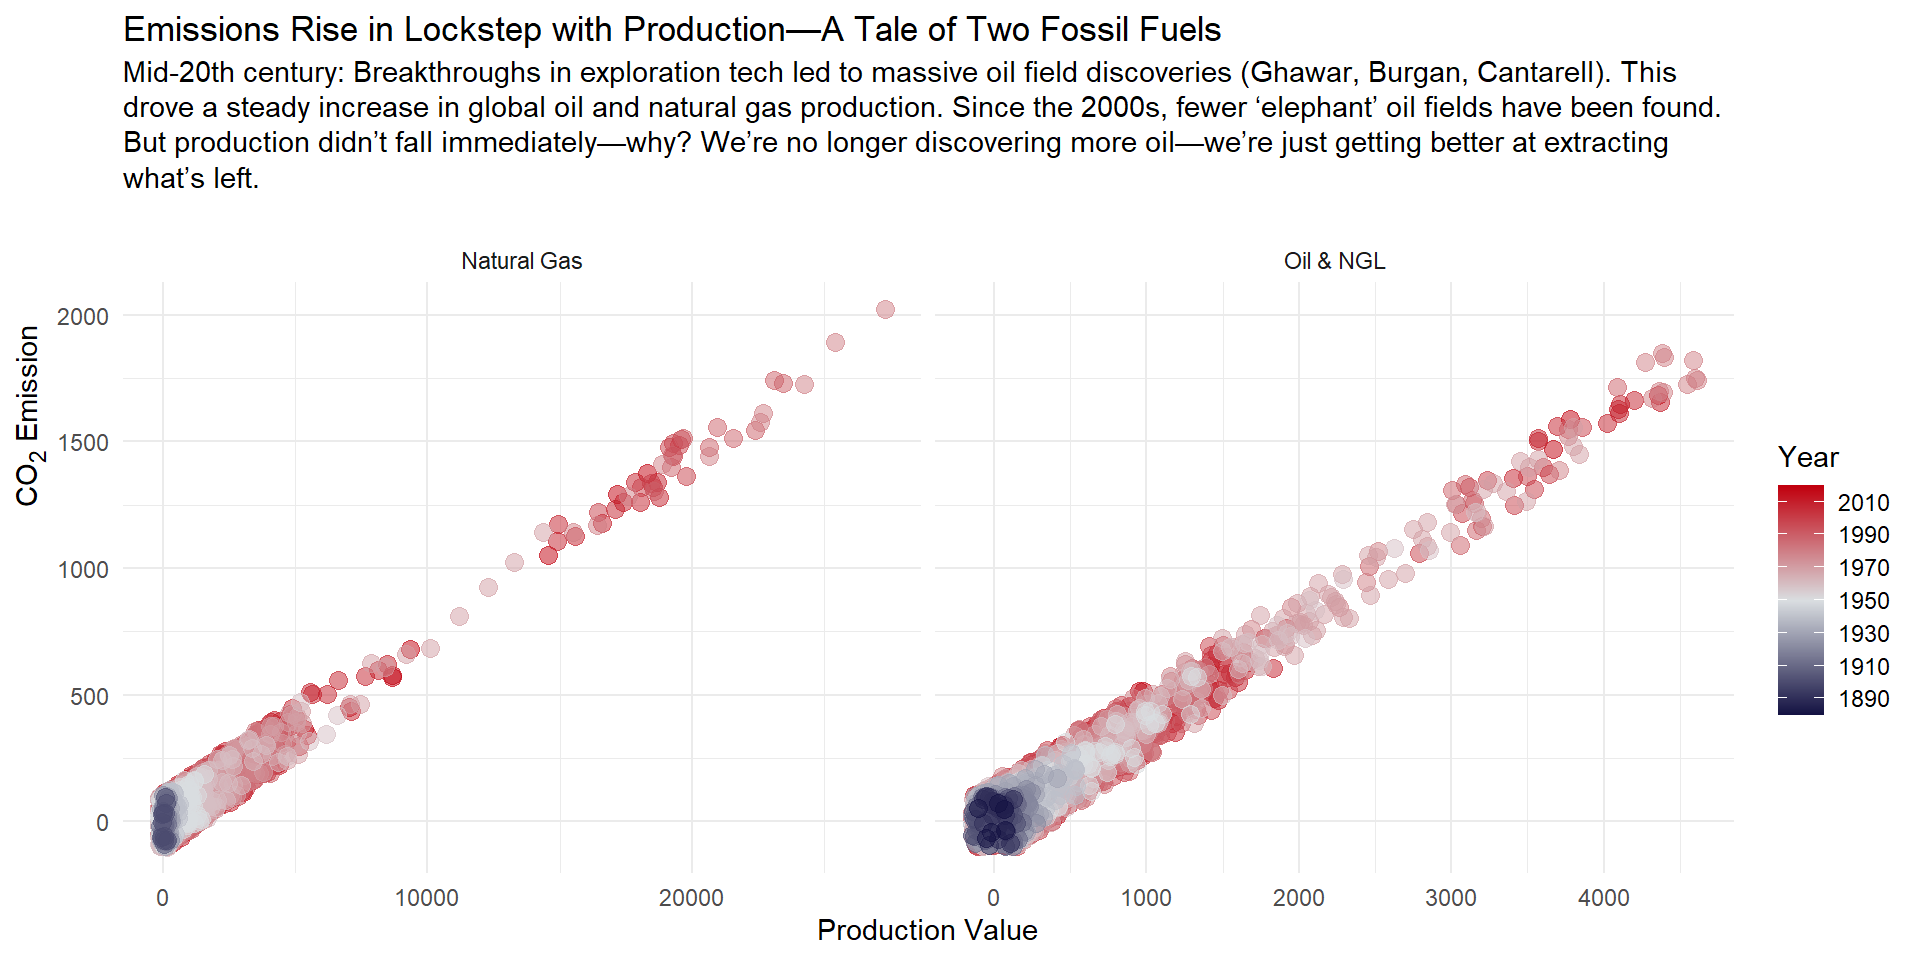 Emissions Rise in Lockstep with Production—A Tale of Two Fossil Fuels
Mid-20th century: Breakthroughs in exploration tech led to massive oil field discoveries (Ghawar, Burgan, Cantarell). This
drove a steady increase in global oil and natural gas production. Since the 2000s, fewer ‘elephant’ oil fields have been found.
But production didn’t fall immediately—why? We’re no longer discovering more oil—we’re just getting better at extracting
what’s left.
Natural Gas
Oil & NGL
CO2 Emission
2000
1500
1000
500
0
0
10000
20000
0
1000
2000
3000
4000
Production Value
Year
2010
1990
1970
1950
1930
1910
1890